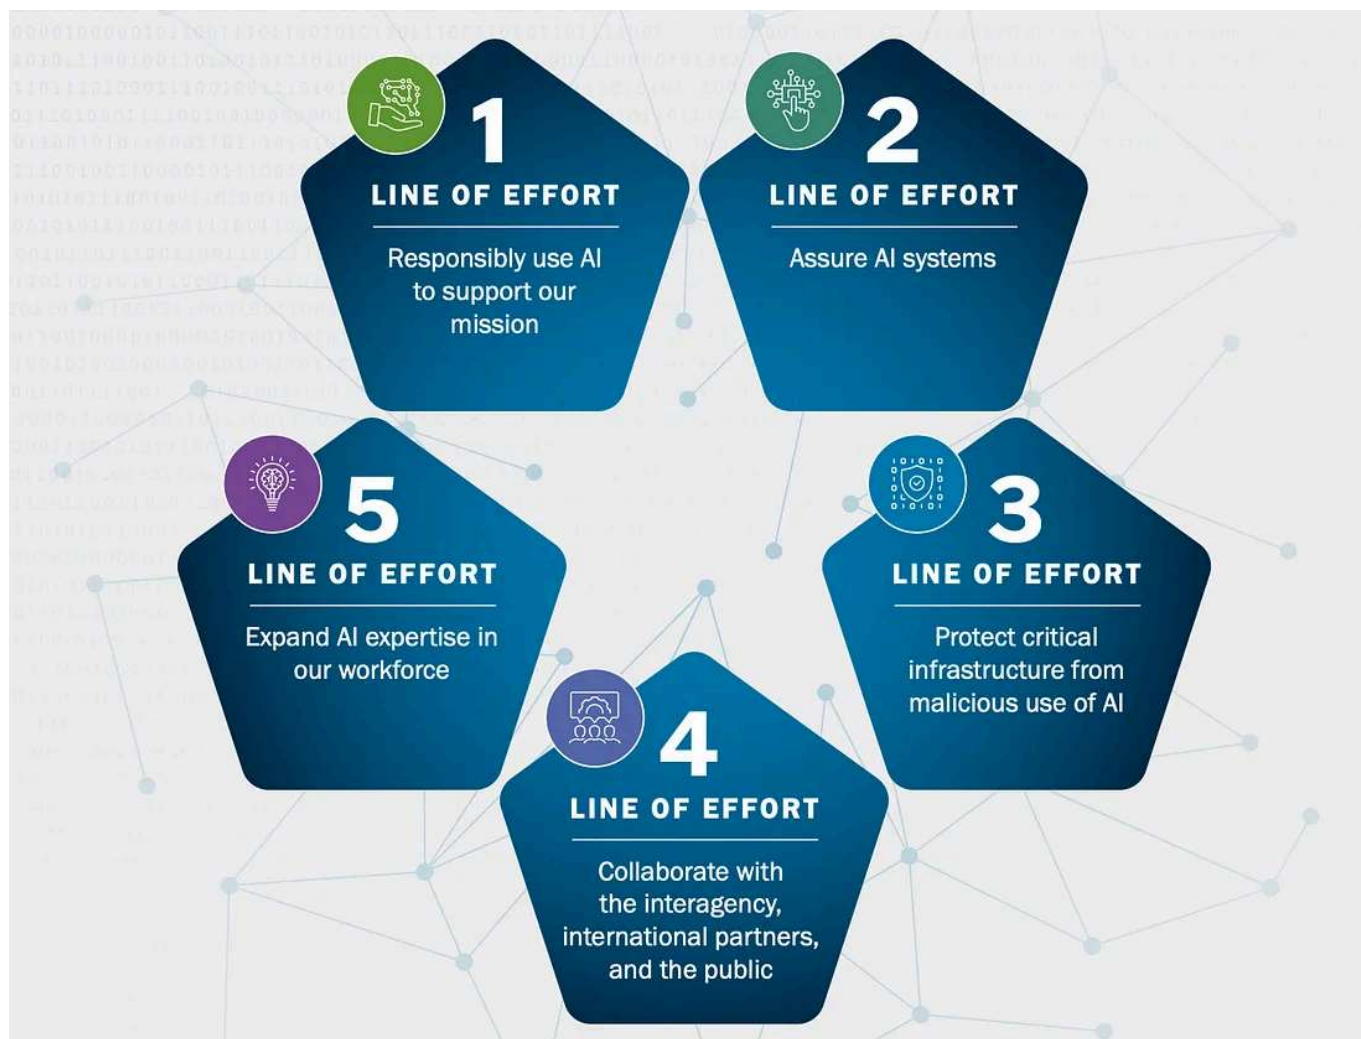 1
LINE OF EFFORT
Responsibly use AI
to support our
mission
2
LINE OF EFFORT
Assure AI systems
3
LINE OF EFFORT
Protect critical
infrastructure from
malicious use of AI
4
LINE OF EFFORT
Collaborate with
the interagency,
international partners,
and the public
5
LINE OF EFFORT
Expand AI expertise in
our workforce